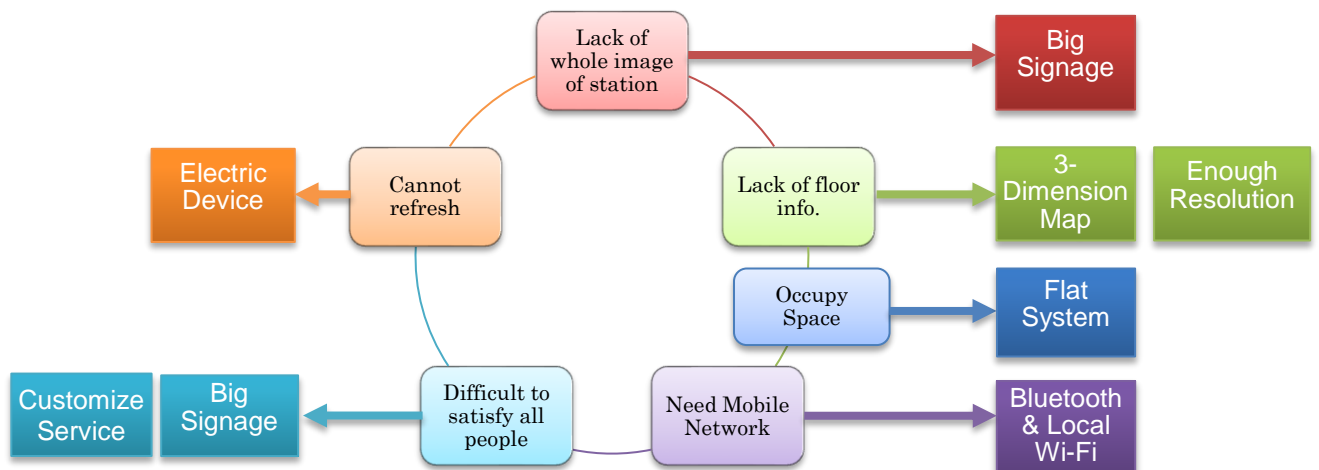 Lack of
whole image
of station
Big
Signage
Electric
Device
Cannot
refresh
Lack of floor
info.
3-
Dimension
Map
Enough
Resolution
Occupy
Space
Flat
System
Customize
Service
Big
Signage
Difficult to
satisfy all
people
Need Mobile
Network
Bluetooth
& Local
Wi-Fi